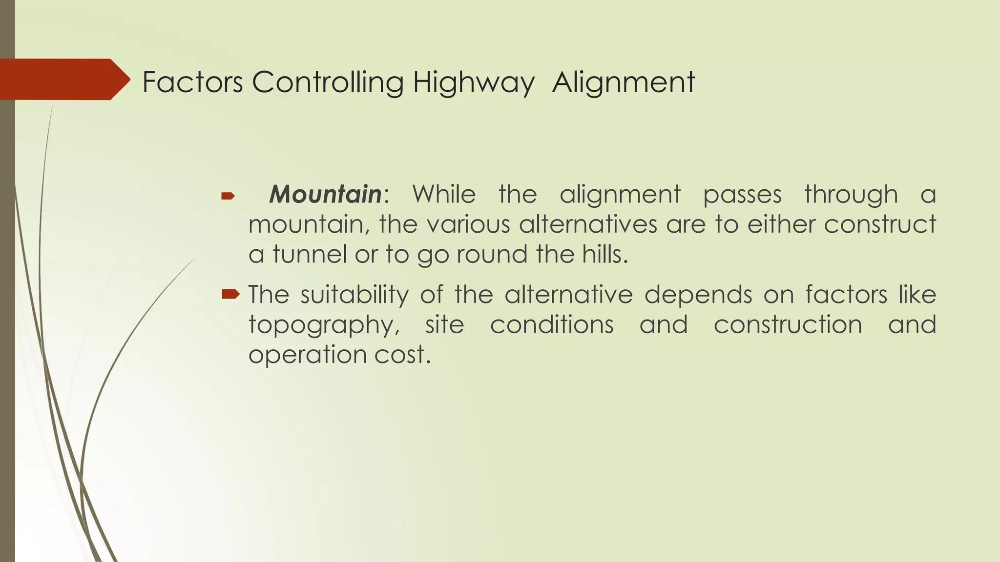 Factors Controlling Highway  Alignment
Mountain: While the alignment passes through a
mountain, the various alternatives are to either construct
a tunnel or to go round the hills.
The suitability of the alternative depends on factors like
topography, site conditions and construction and
operation cost.